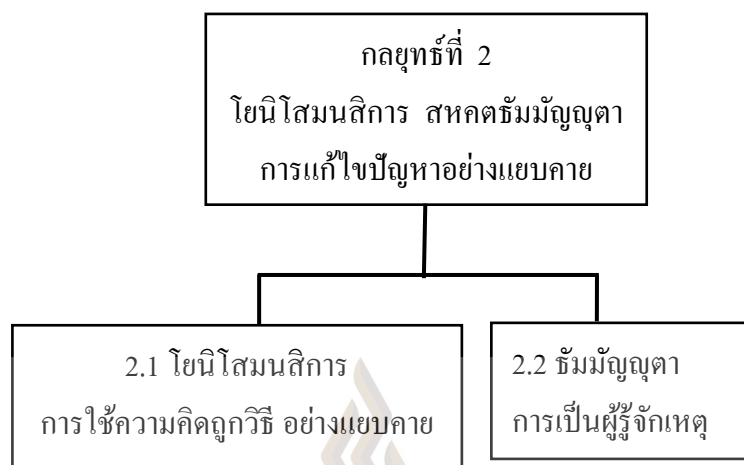 กลยุทธ์ที่ 2
โยนิโสมนสิการ สหคตธัมมัญญุตา
การแก้ไขปัญหาอย่างแยบคาย
2.1 โยนิโสมนสิการ
การใช้ความคิดถูกวิธี อย่างแยบคาย
2.2 ธัมมัญญุตา
การเป็นผู้รู้จักเหตุ